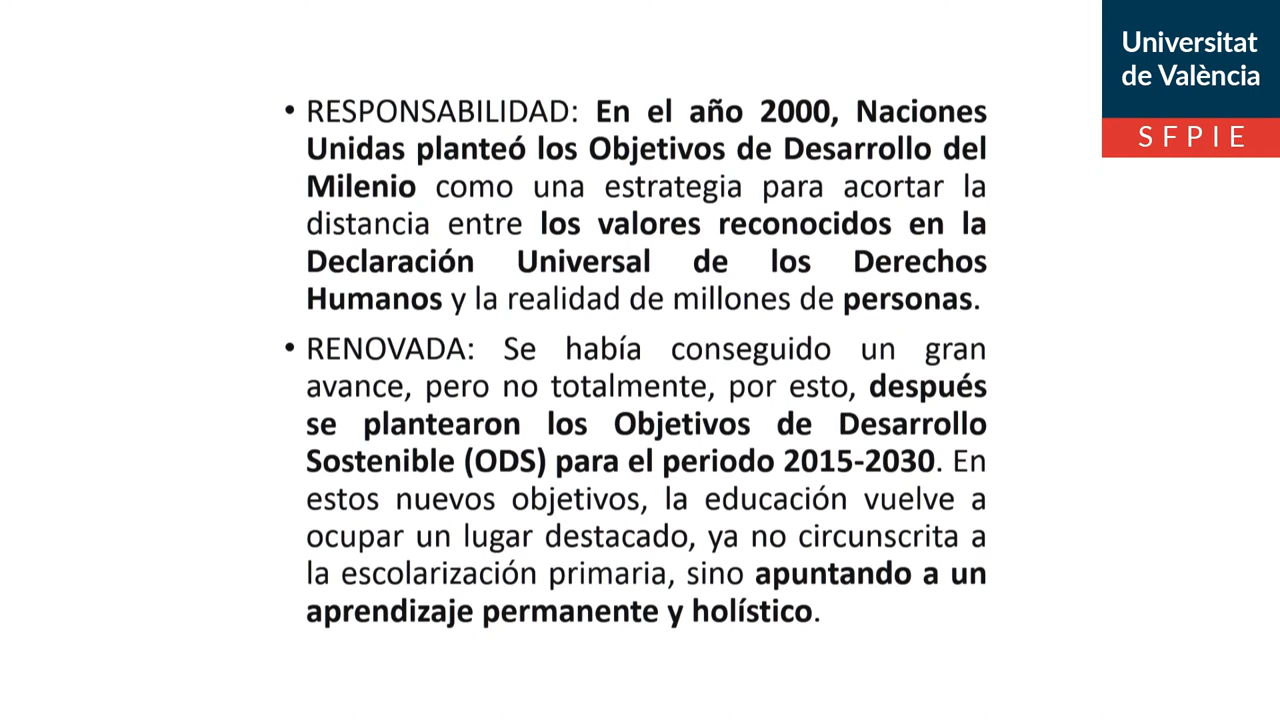 Universitat
de València
SFPIE
• RESPONSABILIDAD: En el año 2000, Naciones
Unidas planteó los Objetivos de Desarrollo del
Milenio como una estrategia para acortar la
distancia entre los valores reconocidos en la
Declaración Universal de los Derechos
Humanos y la realidad de millones de personas.
• RENOVADA: Se había conseguido un gran
avance, pero no totalmente, por esto, después
se plantearon los Objetivos de Desarrollo
Sostenible (ODS) para el periodo 2015-2030. En
estos nuevos objetivos, la educación vuelve a
ocupar un lugar destacado, ya no circunscrita a
la escolarización primaria, sino apuntando a un
aprendizaje permanente y holístico.